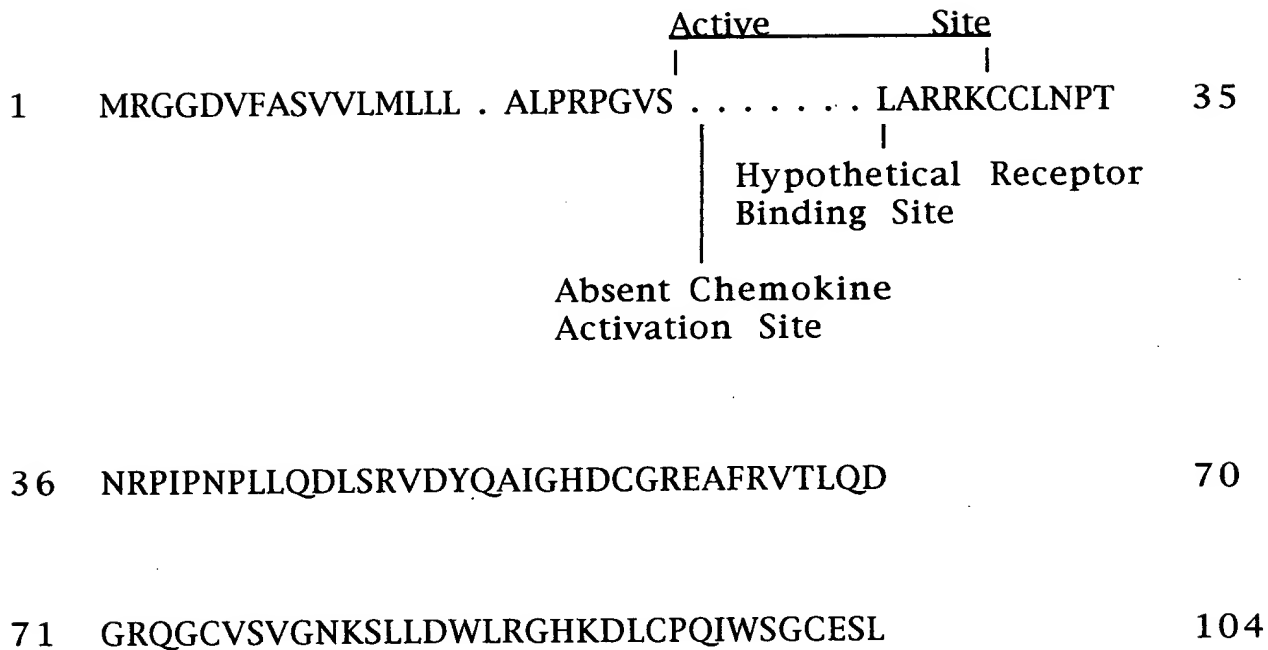 Active Site
1 MRGGDVFASVVLMLLL . ALPRPGVS . . . . . . . . LARRKCCLNPT 35
Hypothetical Receptor
Binding Site
Absent Chemokine
Activation Site
36 NRPIPNPLLQDLSRVDYQAIGHDCGREAFRVTLQD 70
71 GRQGCVSVGNKSLLDWLRGHKDLCPQIWSGCESL 104